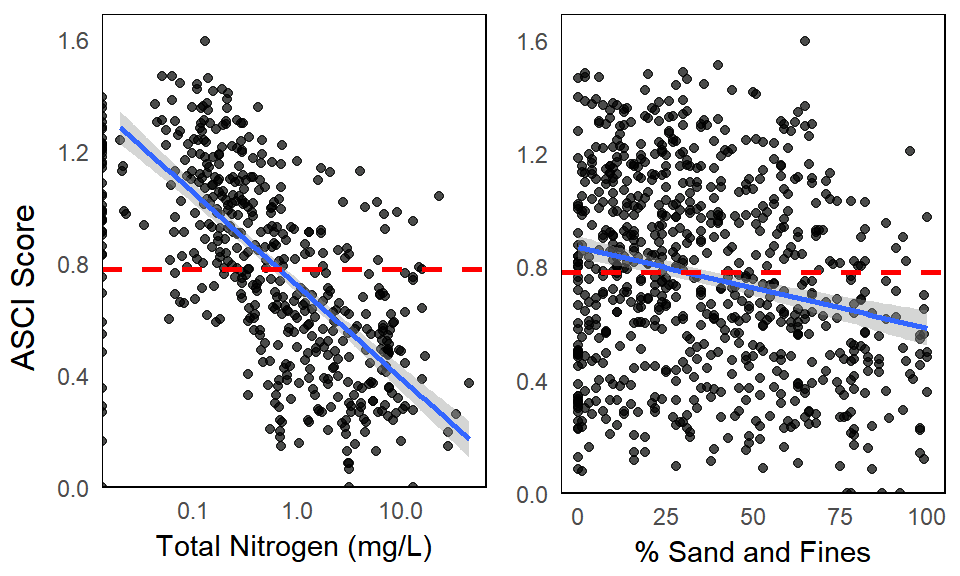 ASCI Score
1.6
1.2
0.8
0.4
0.0
0.1 1.0 10.0
Total Nitrogen (mg/L)
1.6
1.2
0.8
0.4
0.0
0 25 50 75 100
% Sand and Fines